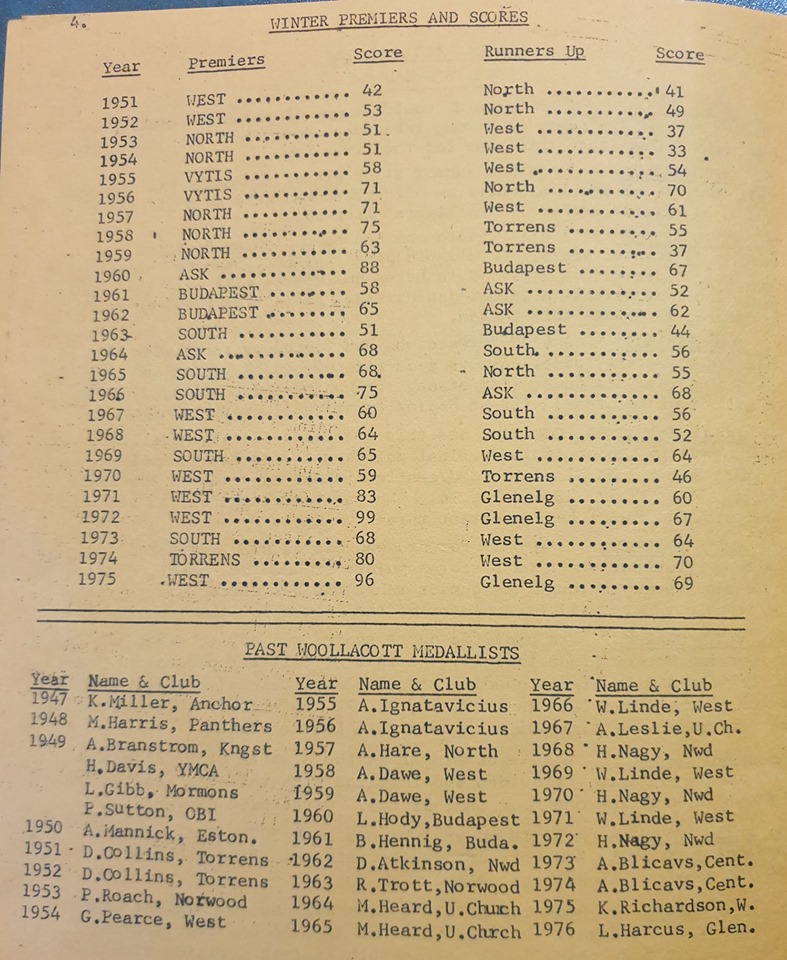 4.
WINTER PREMIERS AND SCORES
Year Premiers Score Runners Up Score
1951 WEST ........... 42 North .......... 41
1952 WEST ........... 53 North .......... 49
1953 NORTH .......... 51 West ........... 37
1954 NORTH .......... 51 West ........... 33
1955 VYTIS .......... 58 West ........... 54
1956 VYTIS .......... 71 North .......... 70
1957 NORTH .......... 71 West ........... 61
1958 NORTH .......... 75 Torrens ........ 55
1959 NORTH .......... 63 Torrens ........ 37
1960 ASK ............ 88 Budapest ....... 67
1961 BUDAPEST ....... 58 ASK ............ 52
1962 BUDAPEST ....... 65 ASK ............ 62
1963 SOUTH .......... 51 Budapest ....... 44
1964 ASK ............ 68 South .......... 56
1965 SOUTH .......... 68 North .......... 55
1966 SOUTH .......... 75 ASK ............ 68
1967 WEST ........... 60 South .......... 56
1968 WEST ........... 64 South .......... 52
1969 SOUTH .......... 65 West ........... 64
1970 WEST ........... 59 Torrens ........ 46
1971 WEST ........... 83 Glenelg ........ 60
1972 WEST ........... 99 Glenelg ........ 67
1973 SOUTH .......... 68 West ........... 64
1974 TORRENS ........ 80 West ........... 70
1975 WEST ........... 96 Glenelg ........ 69
PAST WOOLLACOTT MEDALLISTS
Year Name & Club Year Name & Club Year Name & Club
1947 K.Miller, Anchor 1955 A.Ignatavicius 1966 W.Linde, West
1948 M.Harris, Panthers 1956 A.Ignatavicius 1967 A.Leslie,U.Ch.
1949 A.Branstrom, Kngst 1957 A.Hare, North 1968 H.Nagy, Nwd
H.Davis, YMCA 1958 A.Dawe, West 1969 W.Linde, West
L.Gibb, Mormons 1959 A.Dawe, West 1970 H.Nagy, Nwd
P.Sutton, OBI 1960 L.Hody,Budapest 1971 W.Linde, West
1950 A.Mannick, Eston. 1961 B.Hennig, Buda. 1972 H.Nagy, Nwd
1951 D.Collins, Torrens 1962 D.Atkinson, Nwd 1973 A.Blicavs,Cent.
1952 D.Collins, Torrens 1963 R.Trott,Norwood 1974 A.Blicavs,Cent.
1953 P.Roach, Norwood 1964 M.Heard,U.Church 1975 K.Richardson,W.
1954 G.Pearce, West 1965 M.Heard,U.Chrch 1976 L.Harcus, Glen.